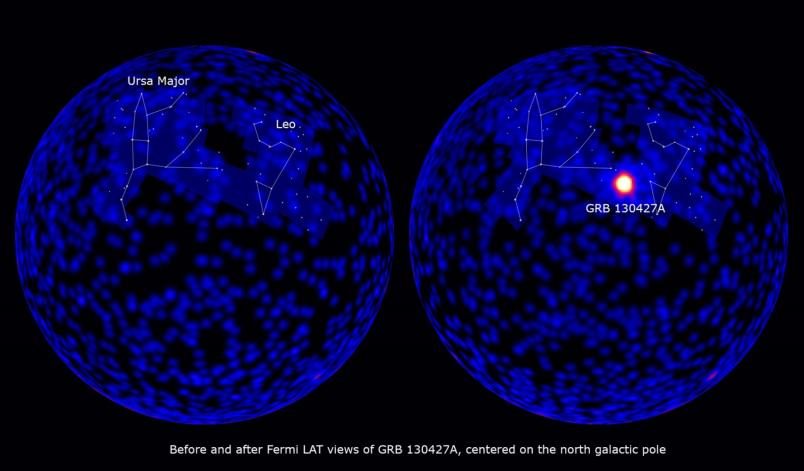 Ursa Major
Leo
GRB 130427A
Before and after Fermi LAT views of GRB 130427A, centered on the north galactic pole